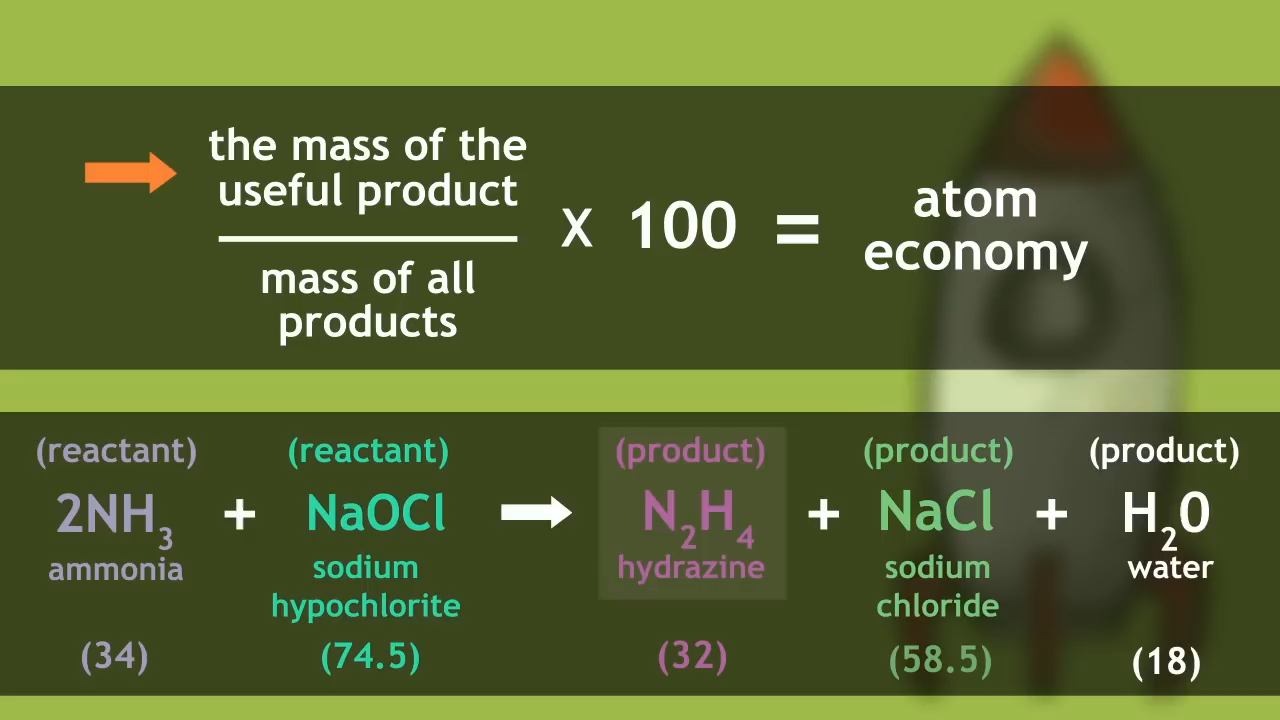 the mass of the
useful product
mass of all
products
x 100 =
atom
economy
(reactant) (reactant) (product) (product) (product)
2NH₃ + NaOCl → N₂H₄ + NaCl + H₂0
ammonia sodium hydrazine sodium water
hypochlorite chloride
(34) (74.5) (32) (58.5) (18)